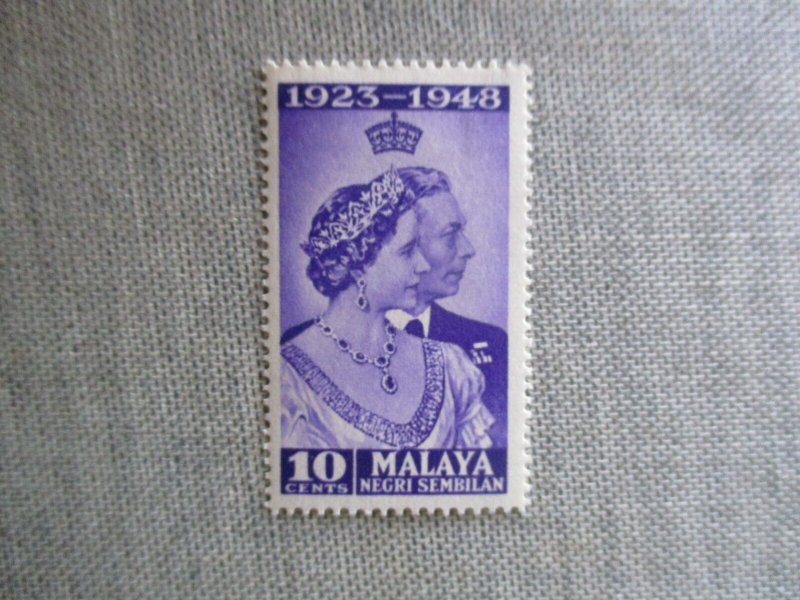 1923–1948
10 CENTS
MALAYA
NEGRI SEMBILAN